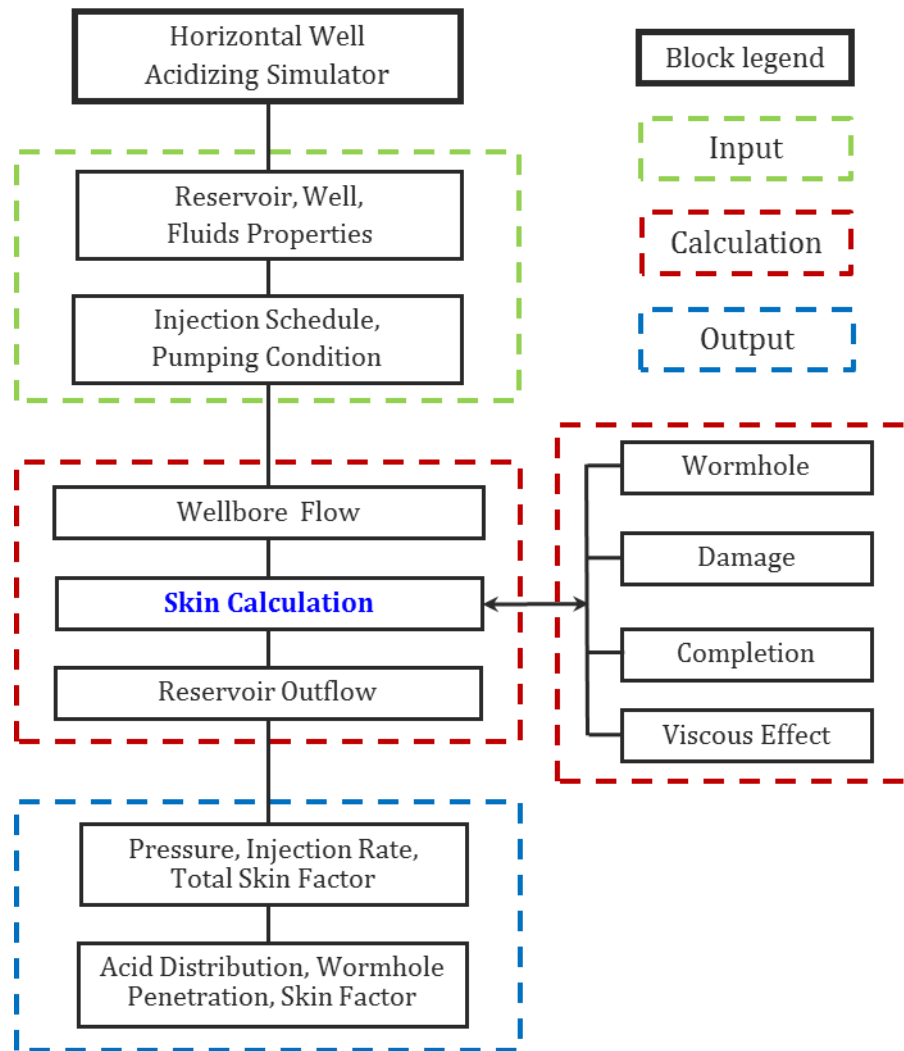 Horizontal Well
Acidizing Simulator
Block legend
Input
Calculation
Output
Reservoir, Well,
Fluids Properties
Injection Schedule,
Pumping Condition
Wellbore Flow
Skin Calculation
Reservoir Outflow
Wormhole
Damage
Completion
Viscous Effect
Pressure, Injection Rate,
Total Skin Factor
Acid Distribution, Wormhole
Penetration, Skin Factor